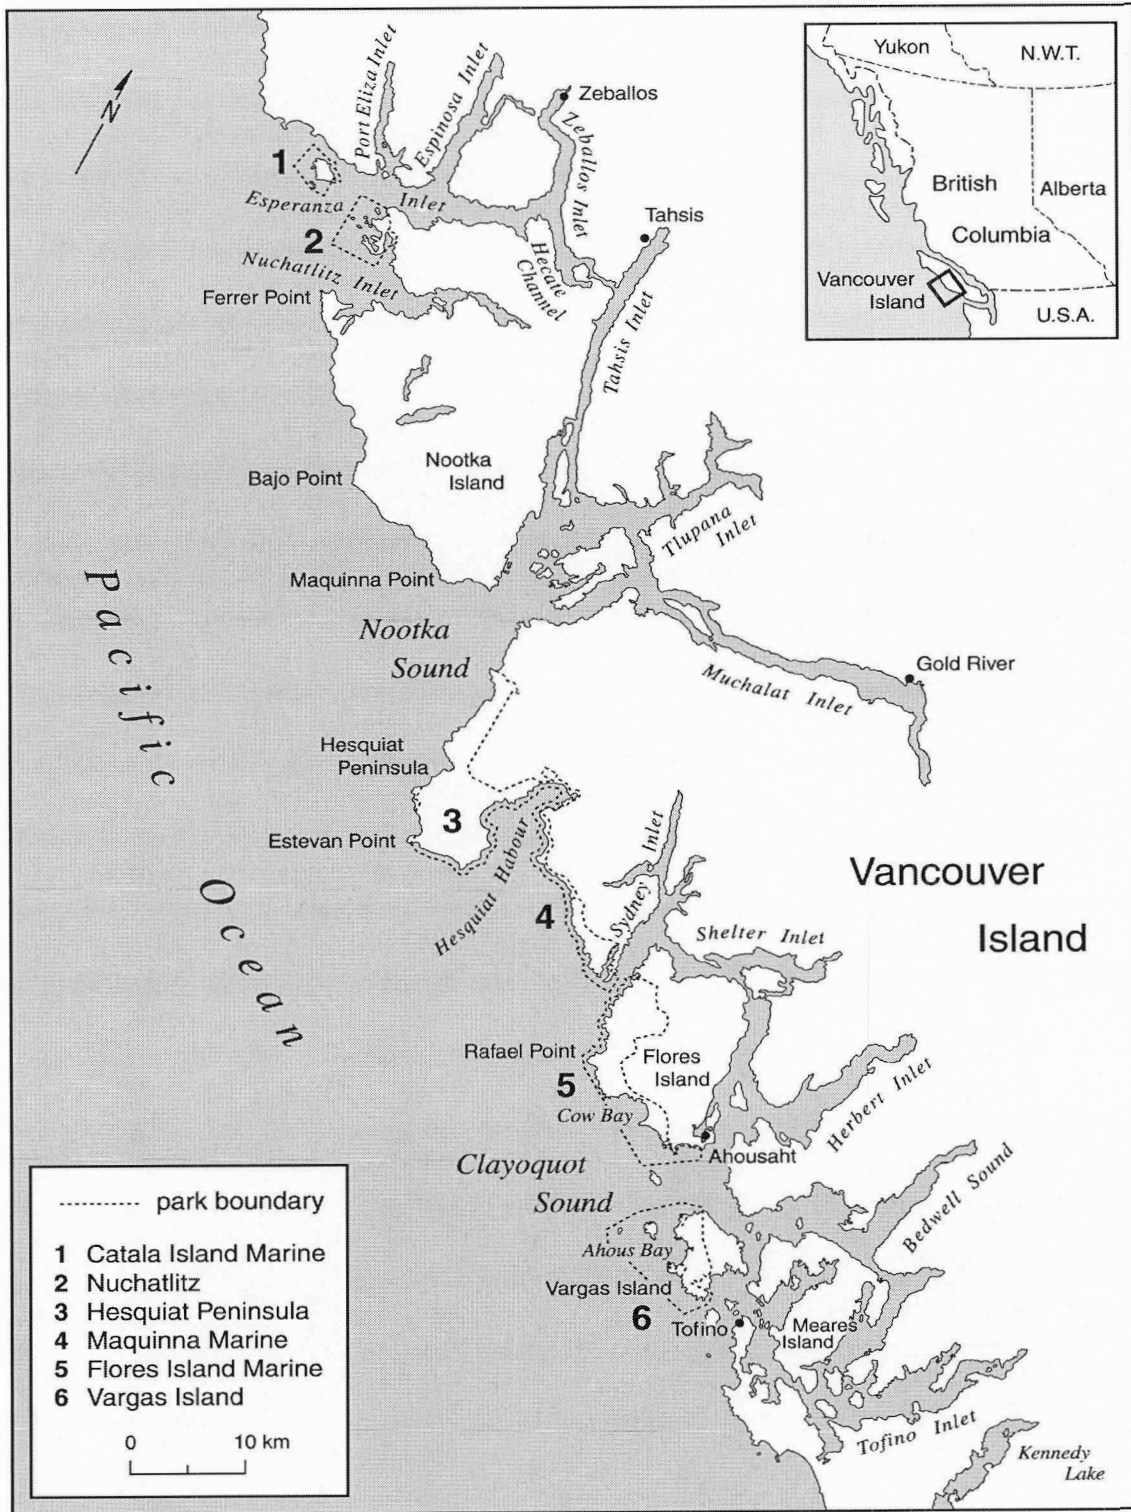 N
Port Eliza Inlet
Espinosa Inlet
Zeballos
Zeballos Inlet
Yukon
N.W.T.
British
Columbia
Alberta
Vancouver
Island
U.S.A.
1
Esperanza Inlet
2
Nuchatlitz Inlet
Hecate
Channel
Tahsis
Tahsis Inlet
Ferrer Point
Nootka
Island
Bajo Point
Tlupana
Inlet
Maquinna Point
Nootka
Sound
Muchalat Inlet
Gold River
Pacific
Ocean
Hesquiat
Peninsula
3
Estevan Point
Hesquiat Habour
4
Sydney Inlet
Shelter Inlet
Vancouver
Island
Rafael Point
5
Flores
Island
Cow Bay
Herbert Inlet
Ahousaht
Clayoquot
Sound
Bedwell Sound
Ahous Bay
Vargas Island
6
Tofino
Meares
Island
Tofino Inlet
Kennedy
Lake
park boundary
1 Catala Island Marine
2 Nuchatlitz
3 Hesquiat Peninsula
4 Maquinna Marine
5 Flores Island Marine
6 Vargas Island
0 10 km